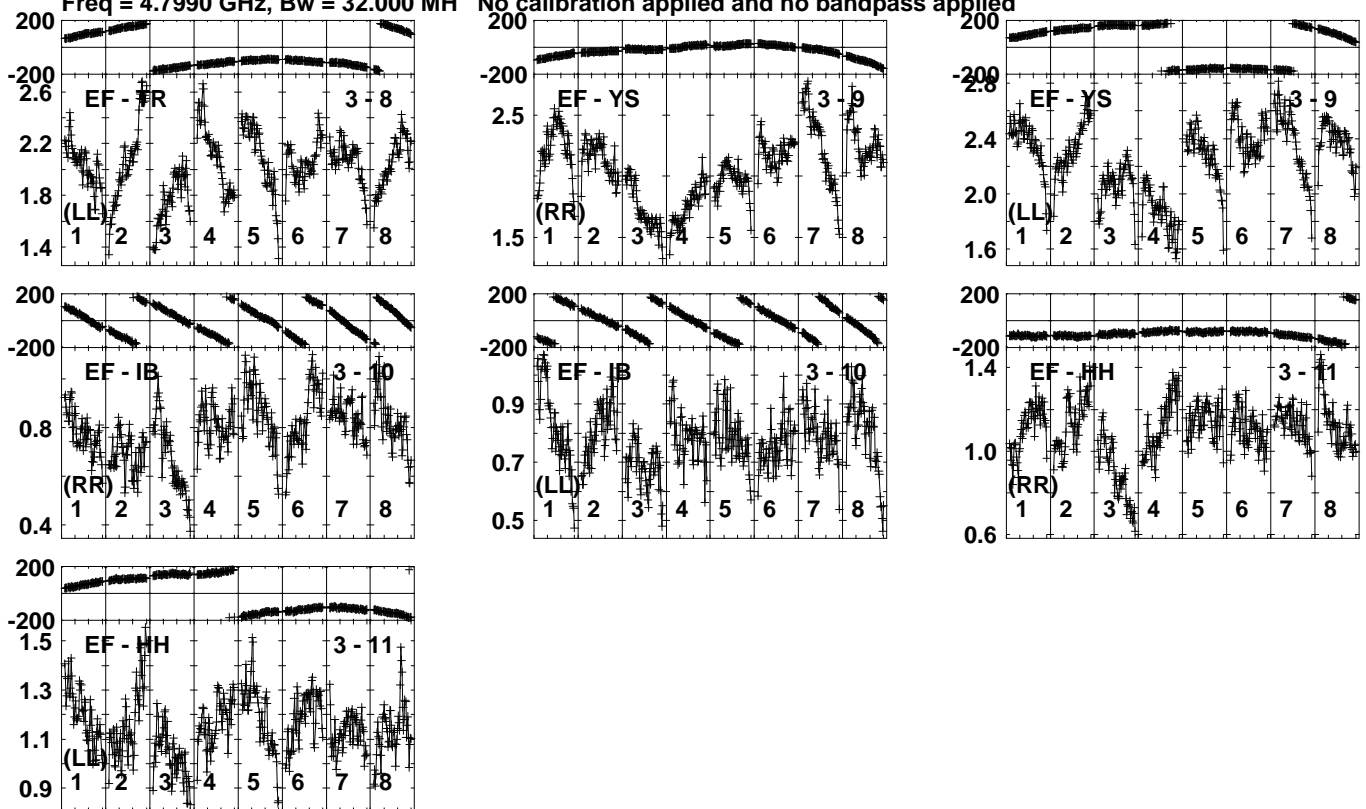 Freq = 4.7990 GHz, Bw = 32.000 MH No calibration applied and no bandpass applied
200
-200
2.6
2.2
1.8
1.4
EF - TR 3 - 8
(LL)
1 2 3 4 5 6 7 8
2.5
1.5
-200
EF - YS 3 - 9
(RR)
1 2 3 4 5 6 7 8
200
-200
2.8
2.4
2.0
1.6
EF - YS 3 - 9
(LL)
1 2 3 4 5 6 7 8
200
-200
0.8
0.4
EF - IB 3 - 10
(RR)
1 2 3 4 5 6 7 8
200
-200
0.9
0.7
0.5
EF - IB 3 - 10
(LL)
1 2 3 4 5 6 7 8
200
-200
1.4
1.0
0.6
EF - HH 3 - 11
(RR)
1 2 3 4 5 6 7 8
200
-200
1.5
1.3
1.1
0.9
EF - HH 3 - 11
(LL)
1 2 3 4 5 6 7 8